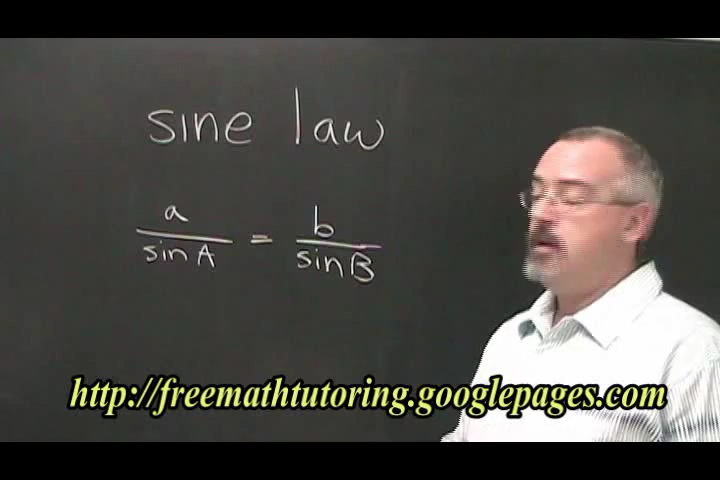 sine law
a = b
sin A sin B
http://freemathtutoring.googlepages.com